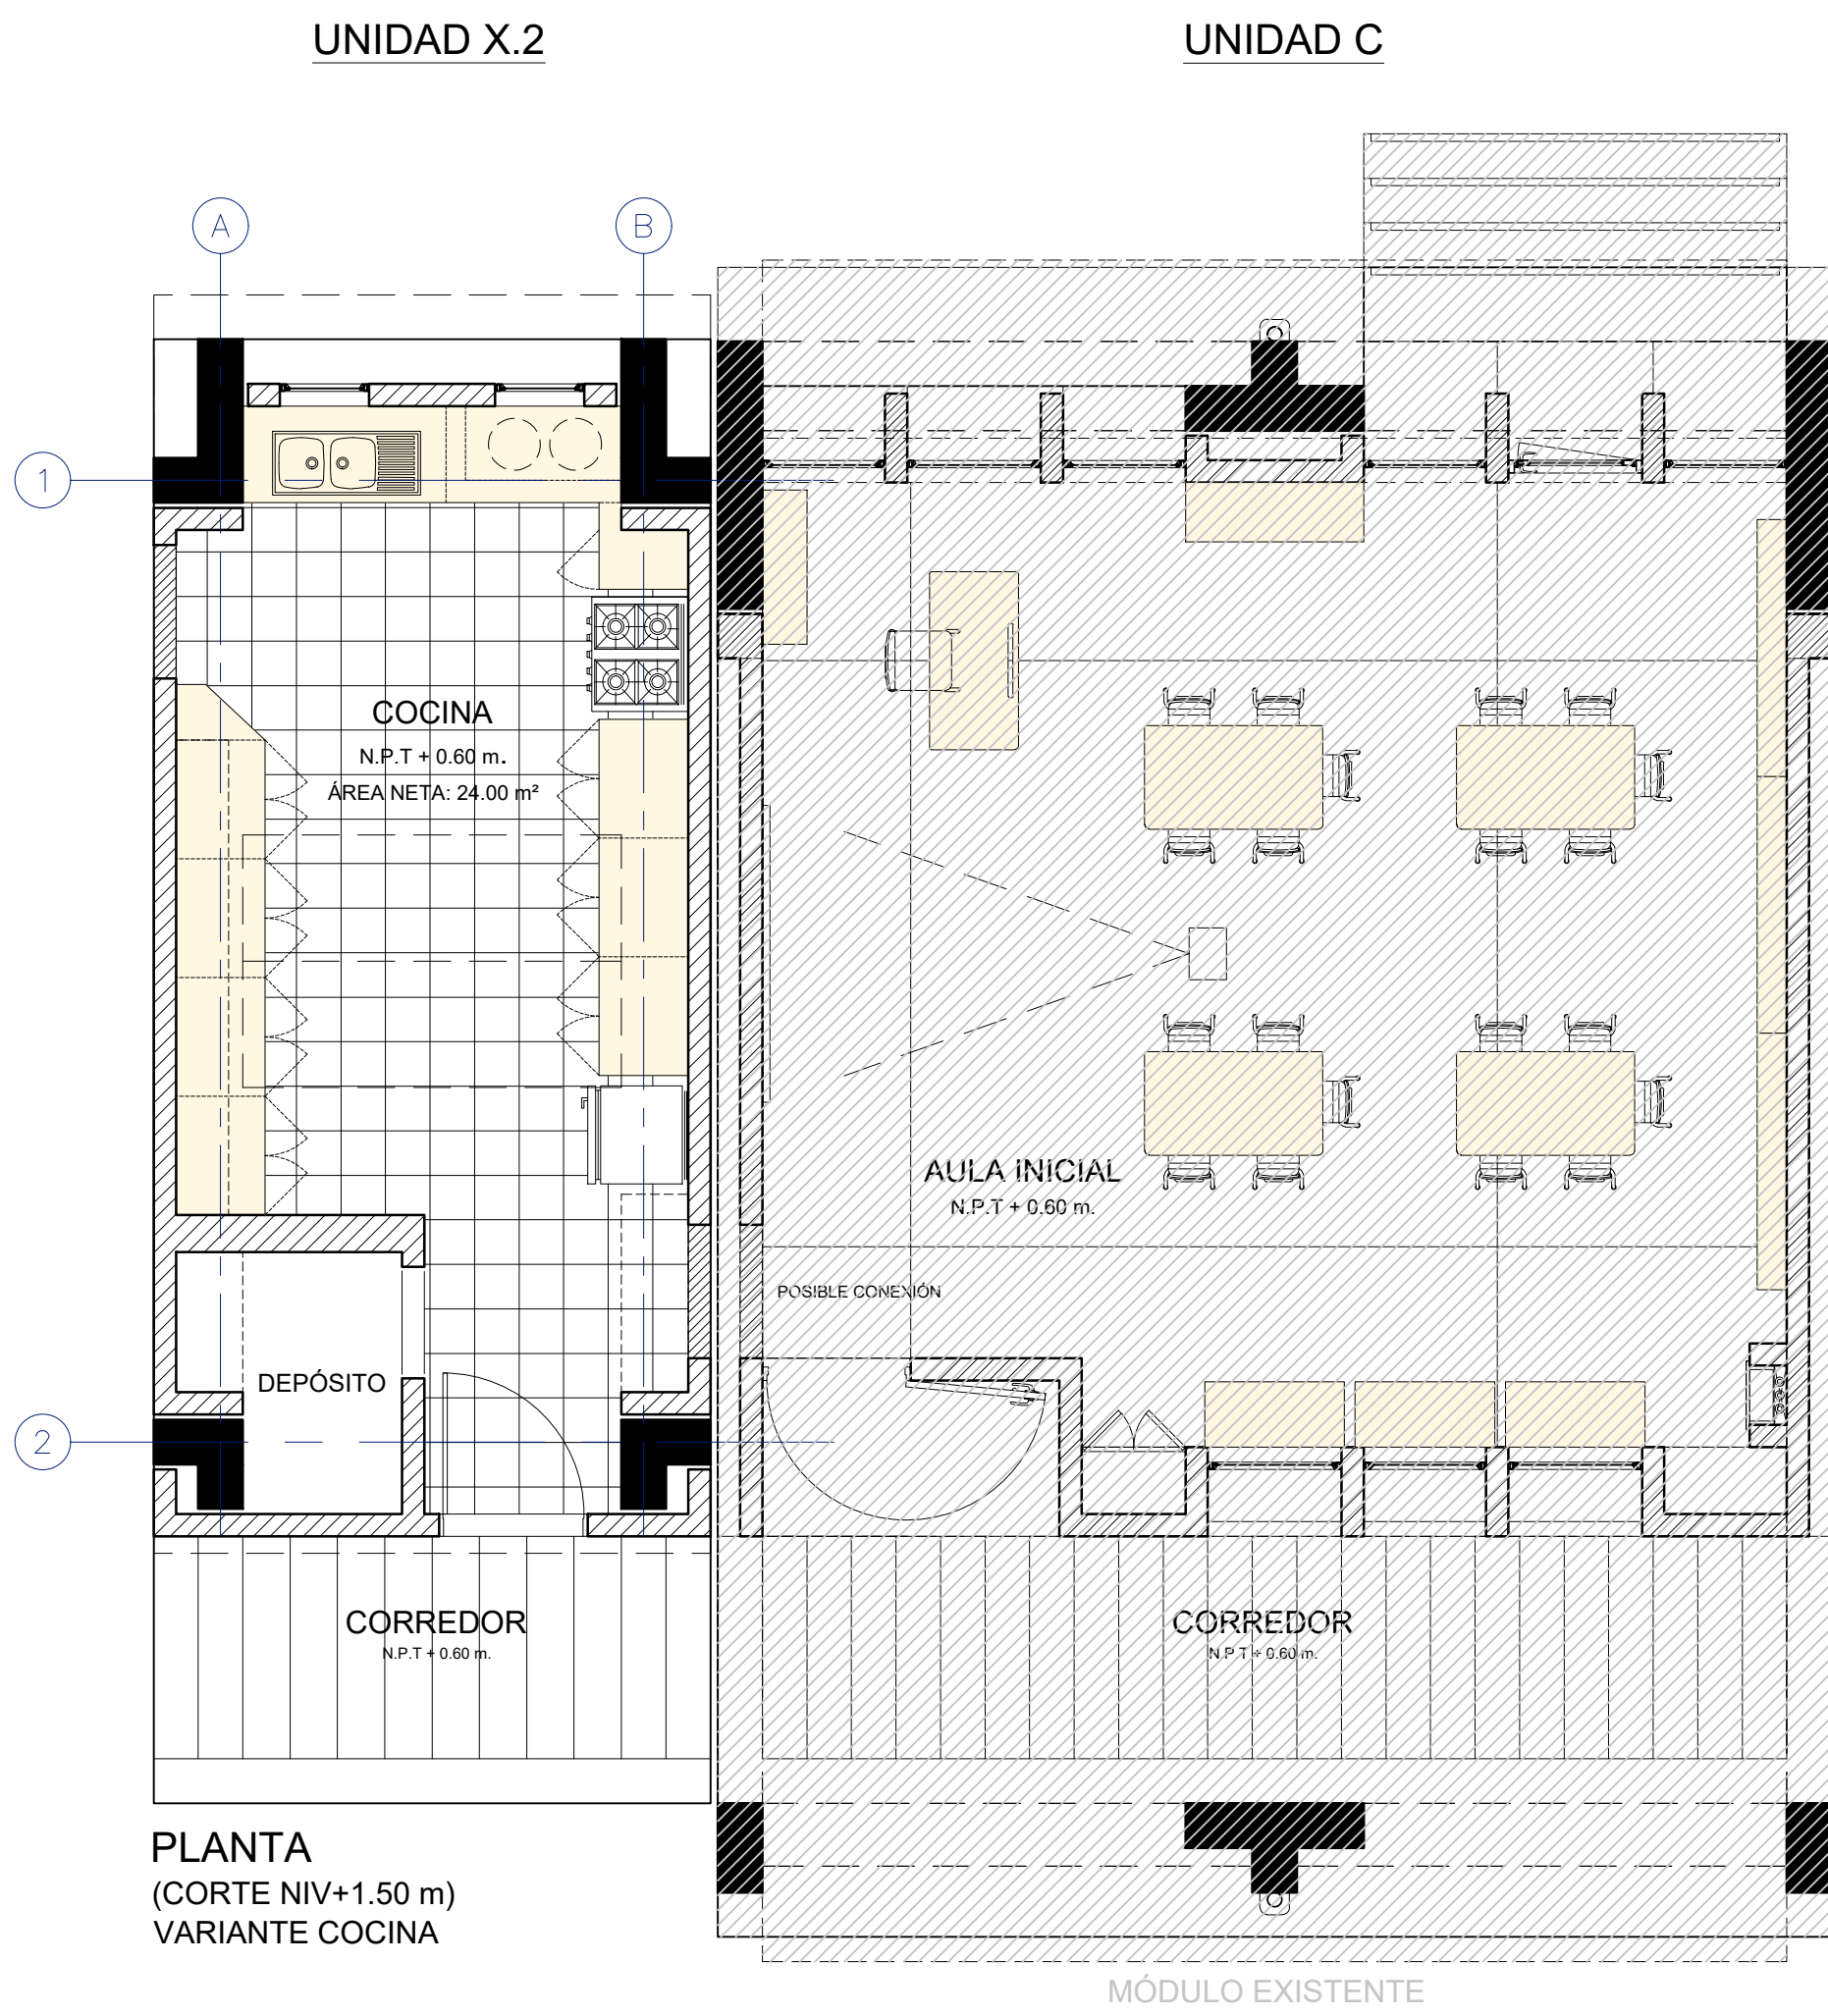 UNIDAD X.2
UNIDAD C
A
B
1
COCINA
N.P.T + 0.60 m.
ÁREA NETA: 24.00 m²
AULA INICIAL
N.P.T + 0.60 m.
POSIBLE CONEXIÓN
DEPÓSITO
2
CORREDOR
N.P.T + 0.60 m.
CORREDOR
N.P.T + 0.60 m.
PLANTA
(CORTE NIV+1.50 m)
VARIANTE COCINA
MÓDULO EXISTENTE